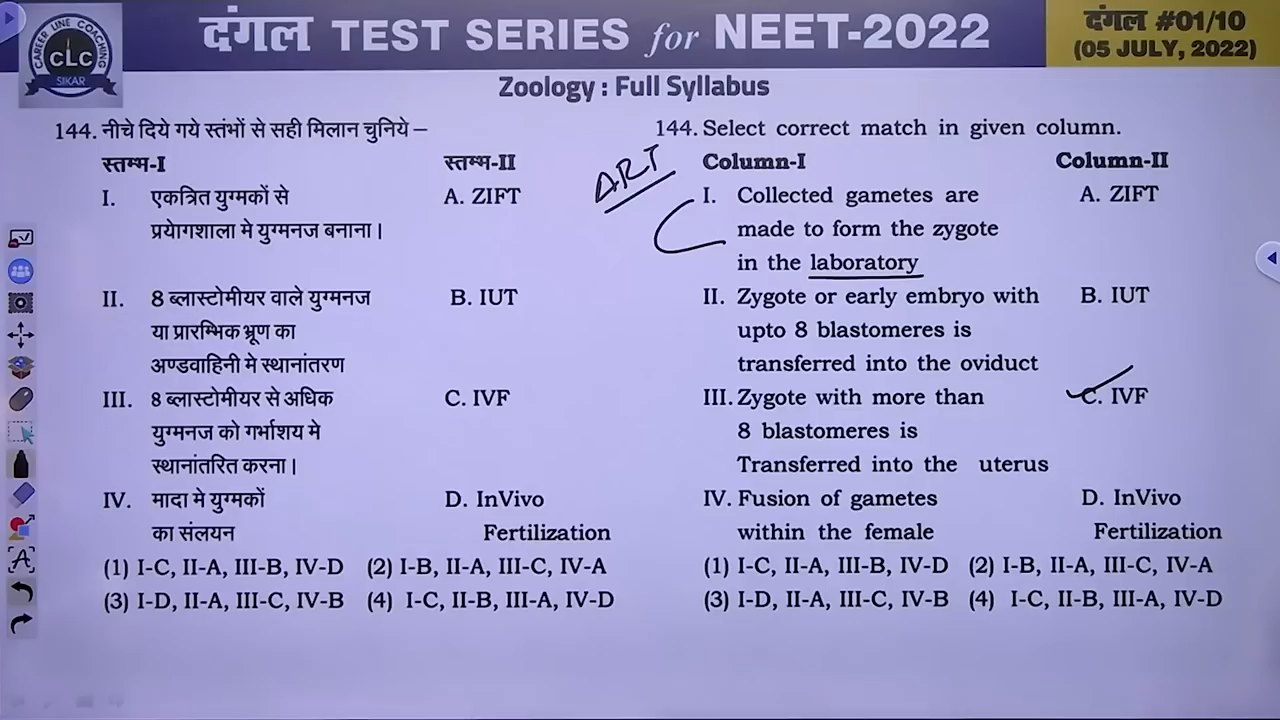 CAREER LINE COACHING
CLC
SIKAR
दंगल TEST SERIES for NEET-2022
दंगल #01/10
(05 JULY, 2022)
Zoology : Full Syllabus
144. नीचे दिये गये स्तंभों से सही मिलान चुनिये –
स्तम्भ-I स्तम्भ-II
I. एकत्रित युग्मकों से A. ZIFT
प्रयेागशाला मे युग्मनज बनाना।
II. 8 ब्लास्टोमीयर वाले युग्मनज B. IUT
या प्रारम्भिक भ्रूण का
अण्डवाहिनी मे स्थानांतरण
III. 8 ब्लास्टोमीयर से अधिक C. IVF
युग्मनज को गर्भाशय मे
स्थानांतरित करना।
IV. मादा मे युग्मकों D. InVivo
का संलयन Fertilization
(1) I-C, II-A, III-B, IV-D (2) I-B, II-A, III-C, IV-A
(3) I-D, II-A, III-C, IV-B (4) I-C, II-B, III-A, IV-D
144. Select correct match in given column.
ART
Column-I Column-II
I. Collected gametes are A. ZIFT
made to form the zygote
in the laboratory
II. Zygote or early embryo with B. IUT
upto 8 blastomeres is
transferred into the oviduct
III. Zygote with more than C. IVF
8 blastomeres is
Transferred into the uterus
IV. Fusion of gametes D. InVivo
within the female Fertilization
(1) I-C, II-A, III-B, IV-D (2) I-B, II-A, III-C, IV-A
(3) I-D, II-A, III-C, IV-B (4) I-C, II-B, III-A, IV-D